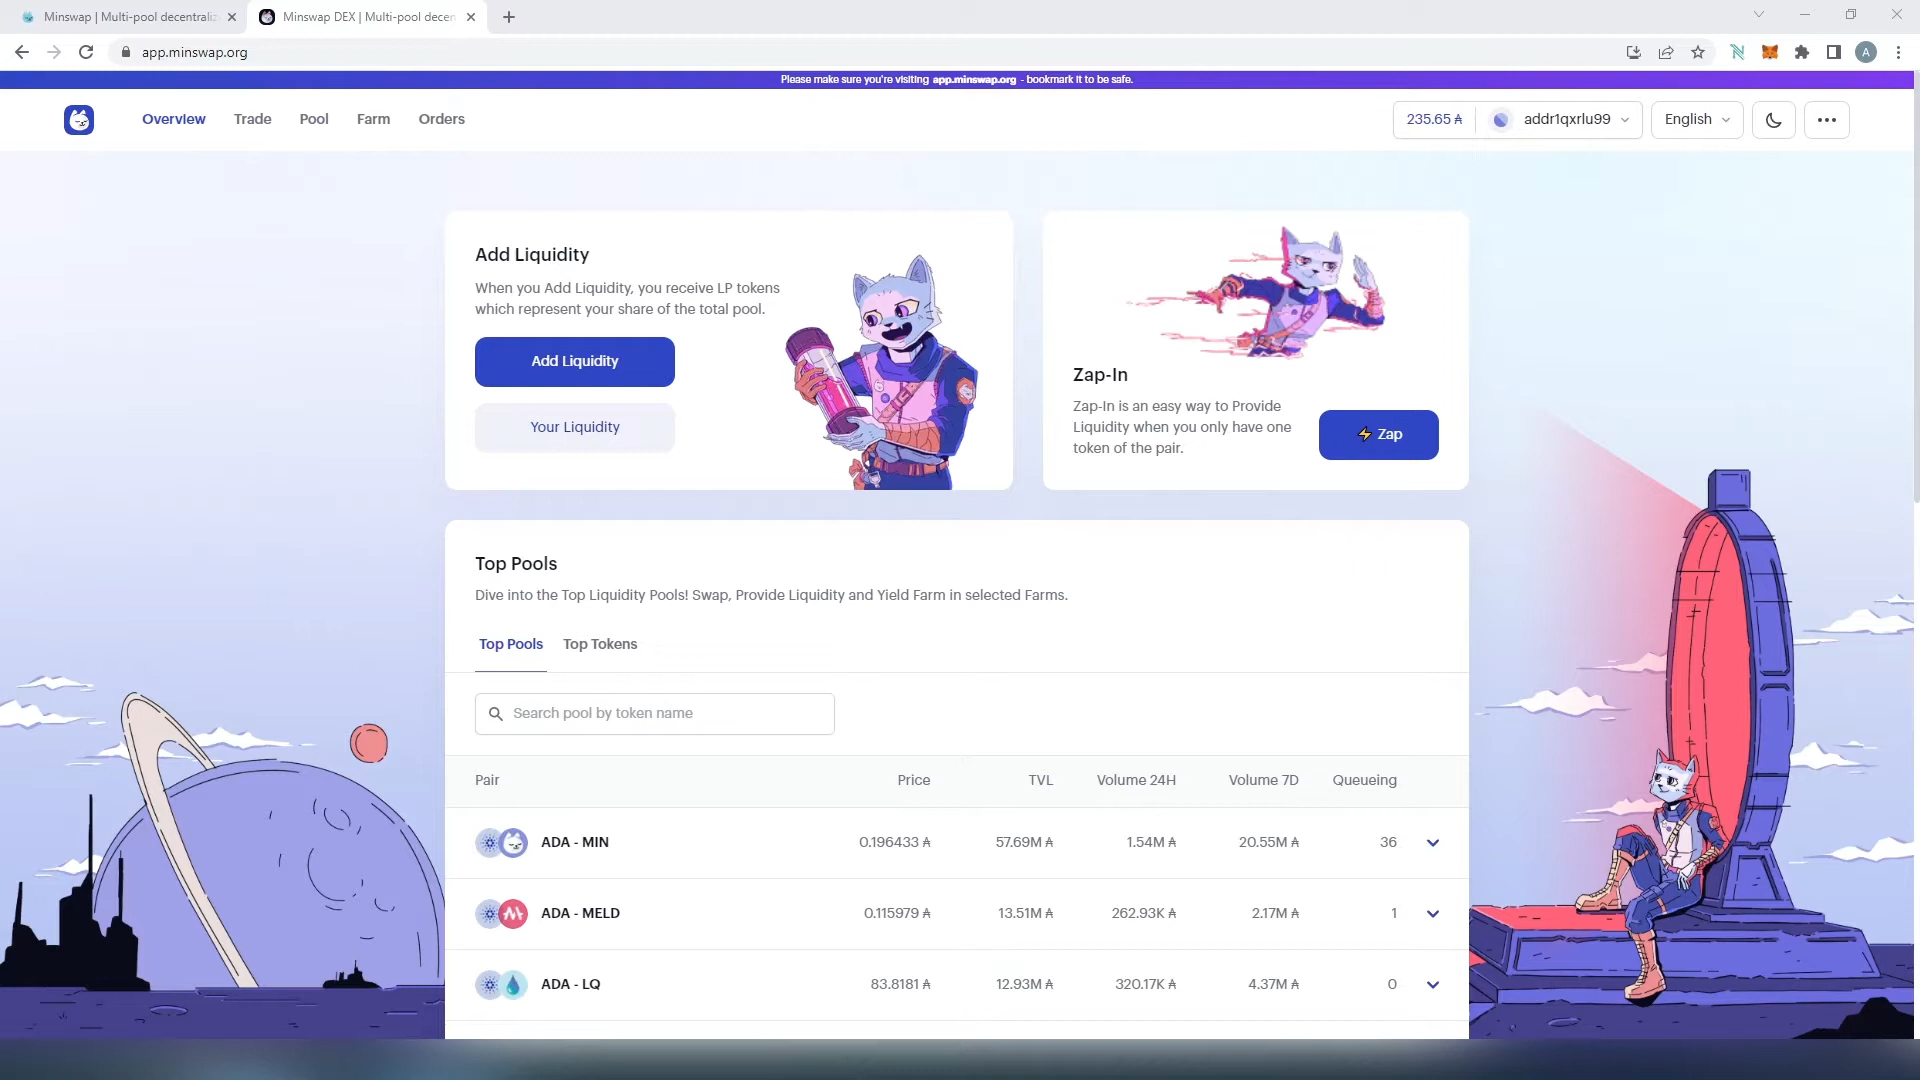 Minswap | Multi-pool decentraliz
Minswap DEX | Multi-pool decen
app.minswap.org
A
Please make sure you're visiting app.minswap.org - bookmark it to be safe.
Overview Trade Pool Farm Orders
235.65 ₳ addr1qxrlu99 English
Add Liquidity
When you Add Liquidity, you receive LP tokens
which represent your share of the total pool.
Add Liquidity
Your Liquidity
Zap-In
Zap-In is an easy way to Provide
Liquidity when you only have one
token of the pair.
Zap
Top Pools
Dive into the Top Liquidity Pools! Swap, Provide Liquidity and Yield Farm in selected Farms.
Top Pools Top Tokens
Search pool by token name
Pair Price TVL Volume 24H Volume 7D Queueing
ADA - MIN 0.196433 ₳ 57.69M ₳ 1.54M ₳ 20.55M ₳ 36
ADA - MELD 0.115979 ₳ 13.51M ₳ 262.93K ₳ 2.17M ₳ 1
ADA - LQ 83.8181 ₳ 12.93M ₳ 320.17K ₳ 4.37M ₳ 0